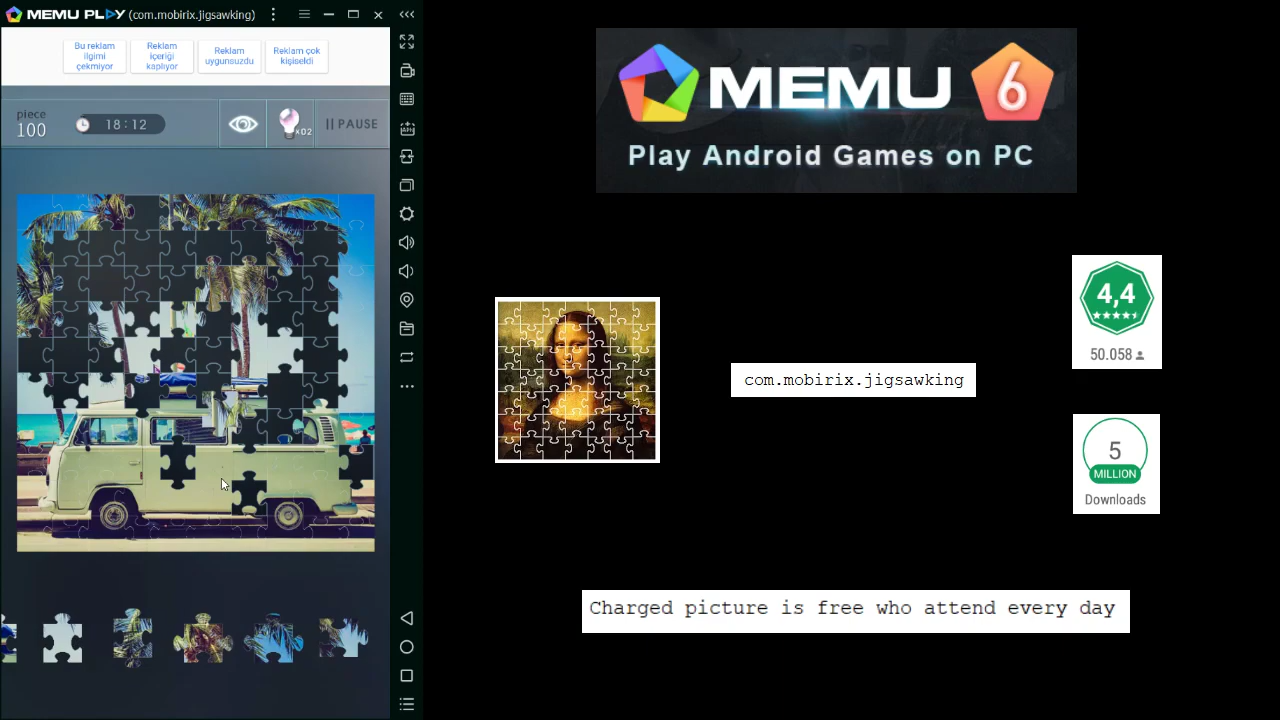 MEMU PLAY (com.mobirix.jigsawking)
Bu reklam
ilgimi
çekmiyor
Reklam
içeriği
kaplıyor
Reklam
uygunsuzdu
Reklam çok
kişiseldi
piece
100
18:12
x02
PAUSE
MEMU 6
Play Android Games on PC
4,4
50.058
com.mobirix.jigsawking
5
MILLION
Downloads
Charged picture is free who attend every day